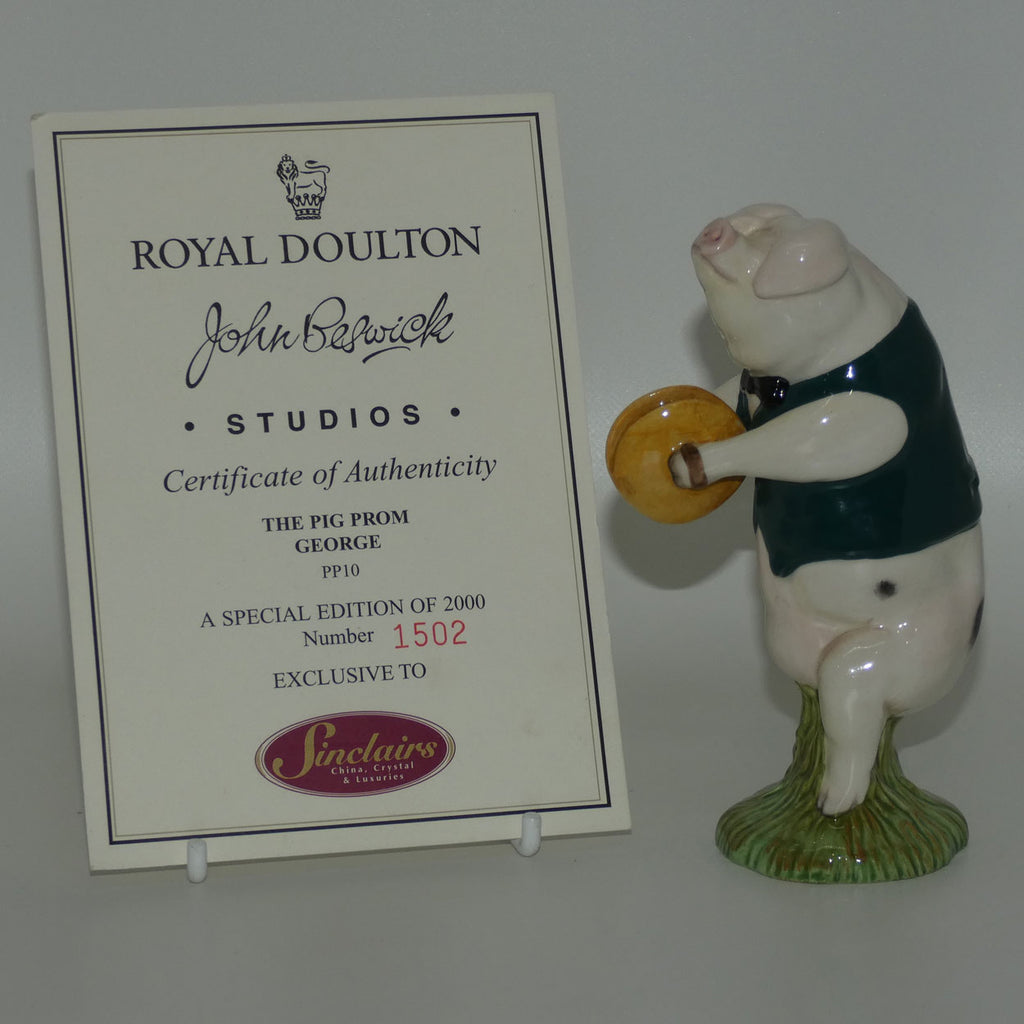 ROYAL DOULTON
John Beswick
• STUDIOS •
Certificate of Authenticity
THE PIG PROM
GEORGE
PP10
A SPECIAL EDITION OF 2000
Number 1502
EXCLUSIVE TO
Sinclairs
China, Crystal
& Luxuries